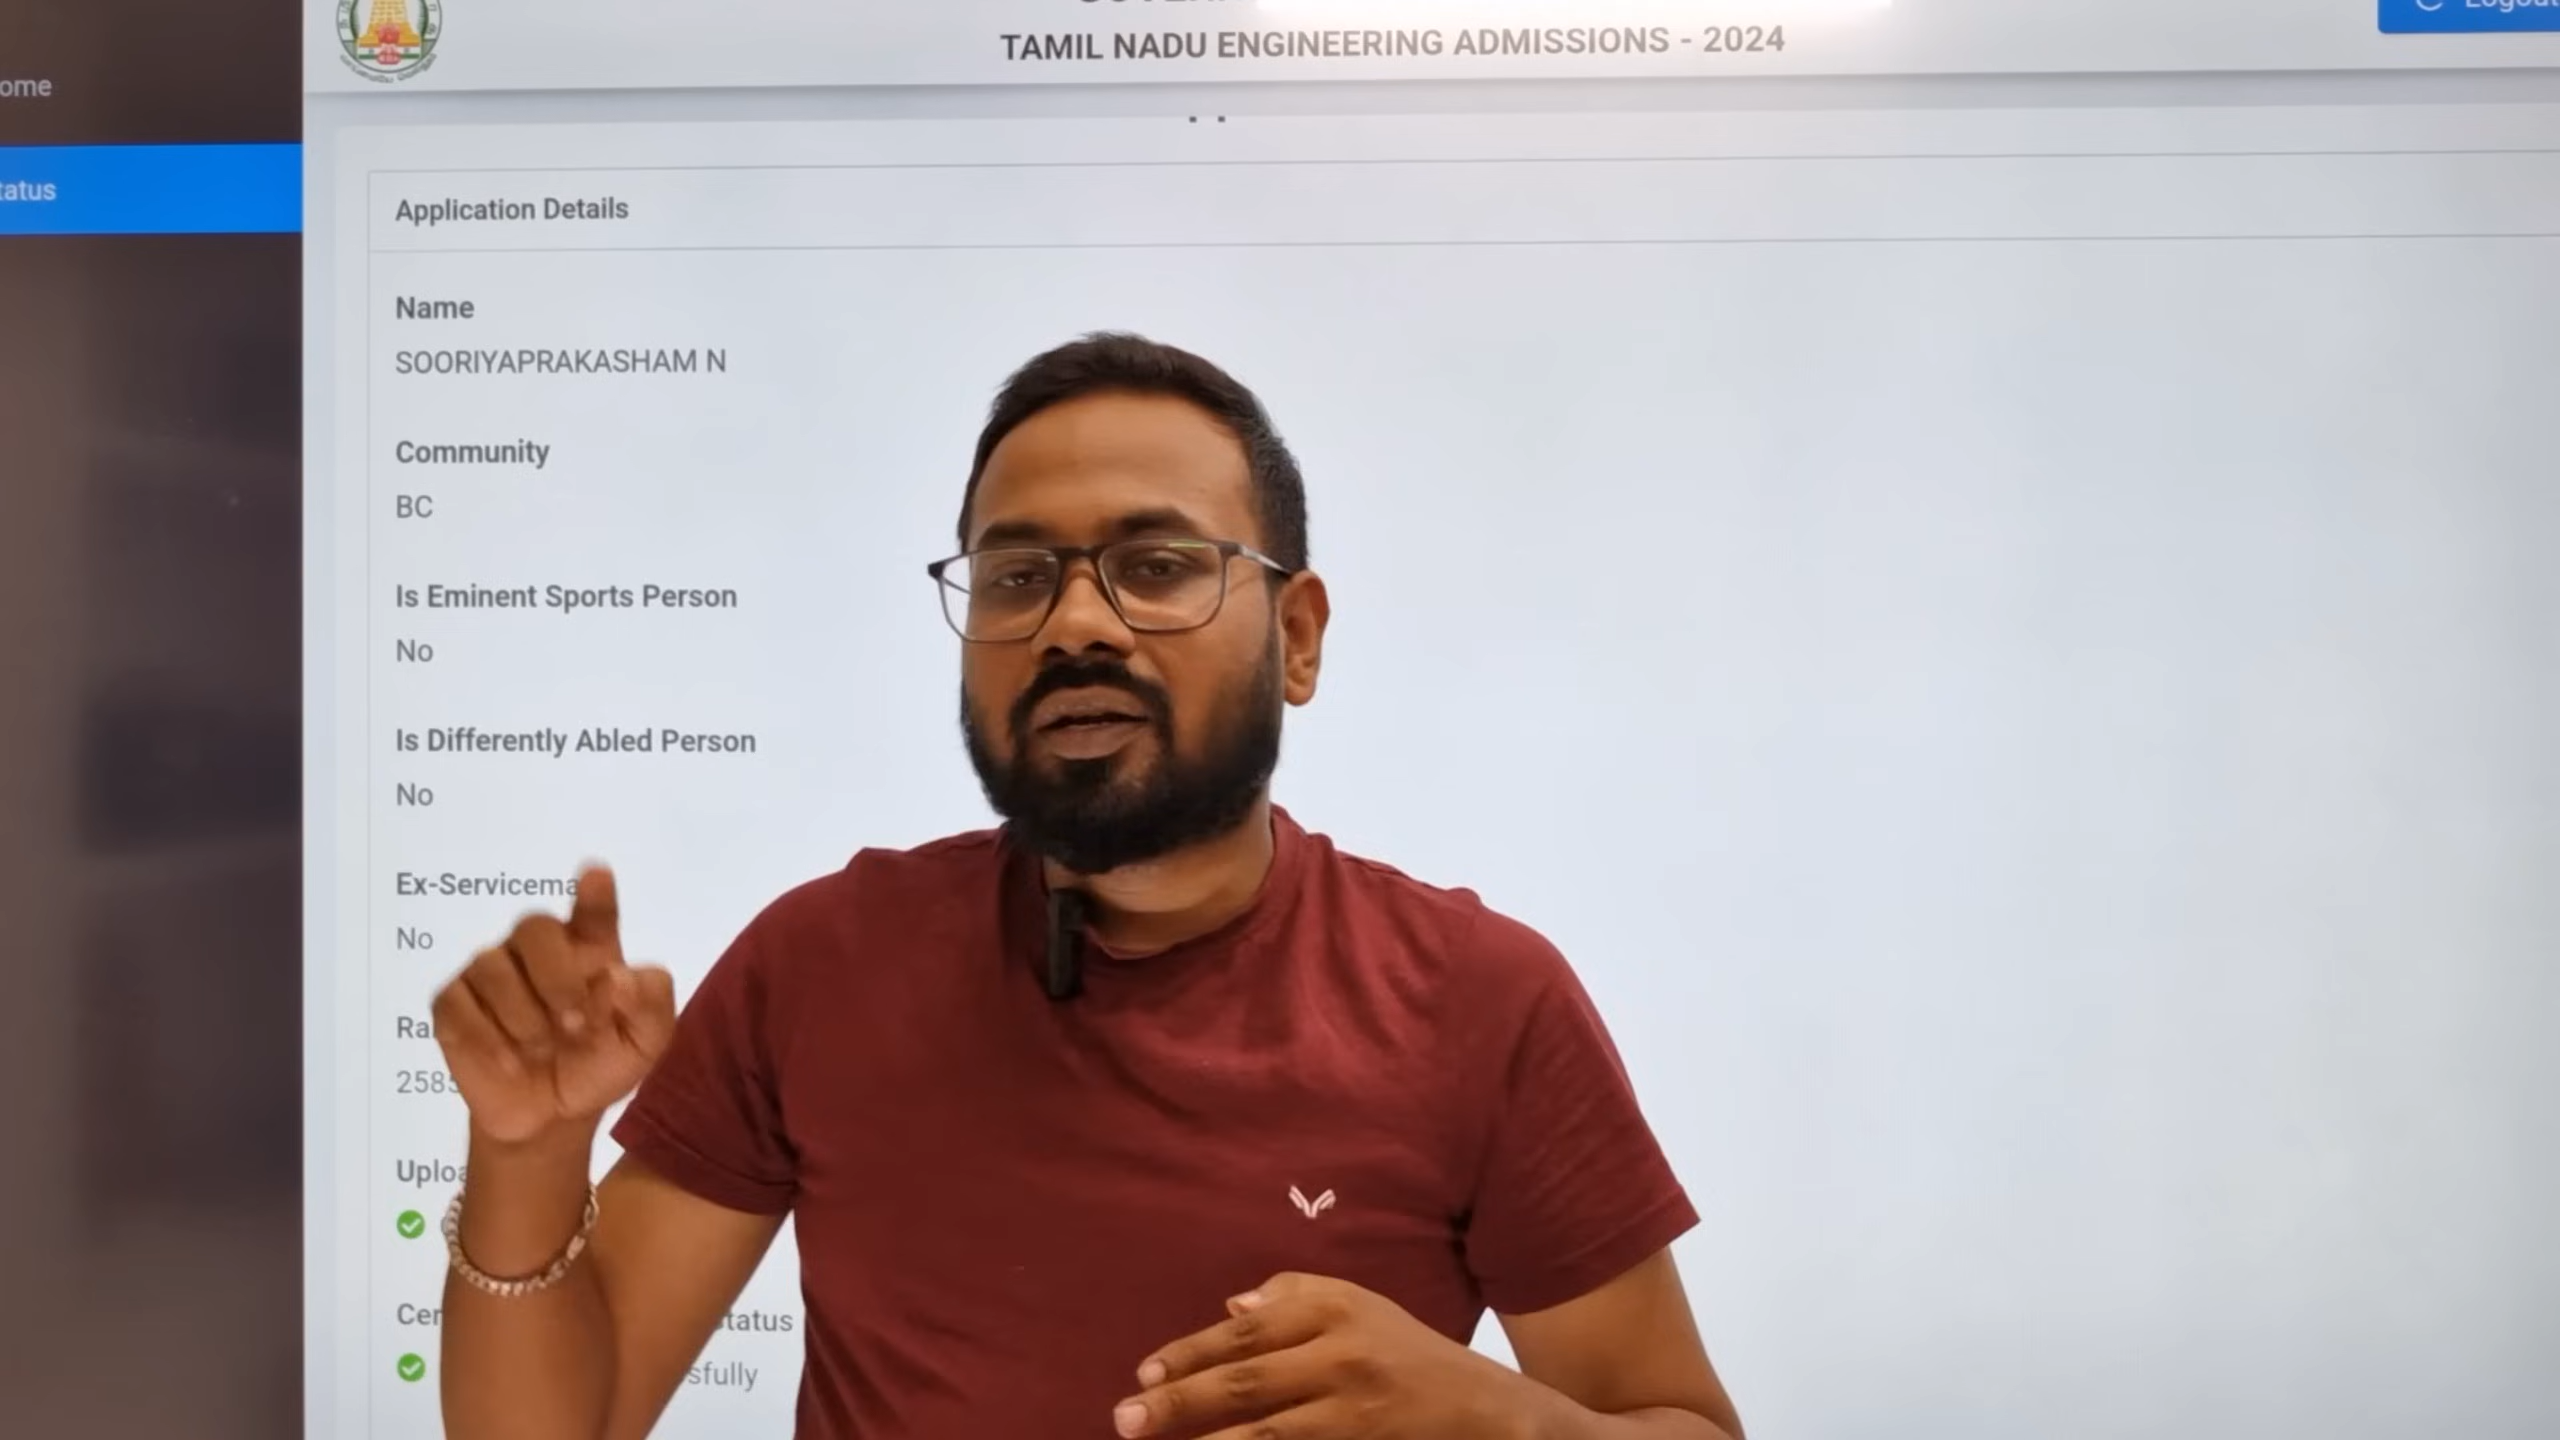 TAMIL NADU ENGINEERING ADMISSIONS - 2024
Logout
ome
tatus
Application Details
Name
SOORIYAPRAKASHAM N
Community
BC
Is Eminent Sports Person
No
Is Differently Abled Person
No
Ex-Servicema
No
Ra
258
Uploa
Cer tatus
sfully